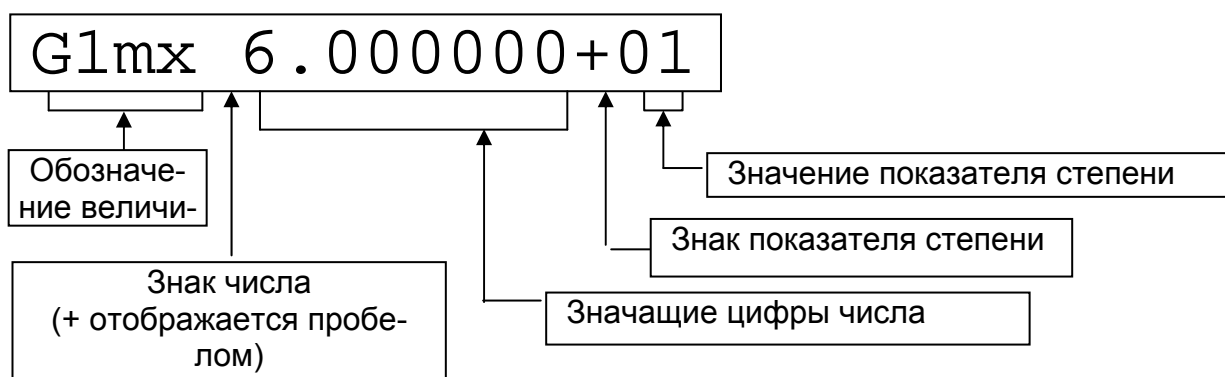 G1mx 6.000000+01
Обозначе-
ние величи-
Значение показателя степени
Знак показателя степени
Знак числа
(+ отображается пробе-
лом)
Значащие цифры числа